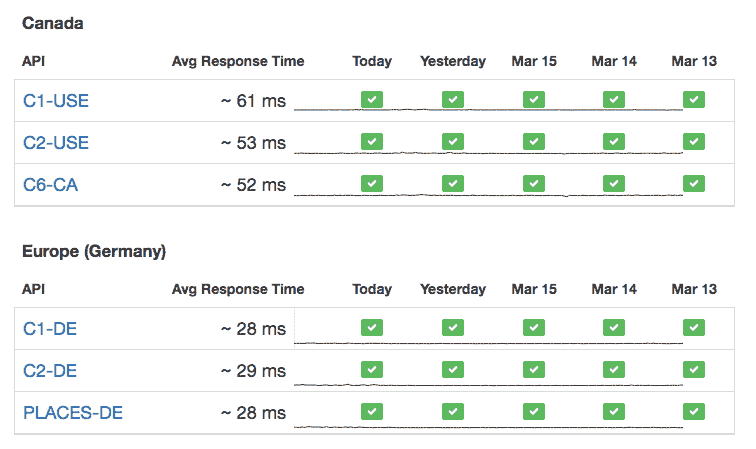 Canada
API Avg Response Time Today Yesterday Mar 15 Mar 14 Mar 13
C1-USE ~ 61 ms
C2-USE ~ 53 ms
C6-CA ~ 52 ms
Europe (Germany)
API Avg Response Time Today Yesterday Mar 15 Mar 14 Mar 13
C1-DE ~ 28 ms
C2-DE ~ 29 ms
PLACES-DE ~ 28 ms